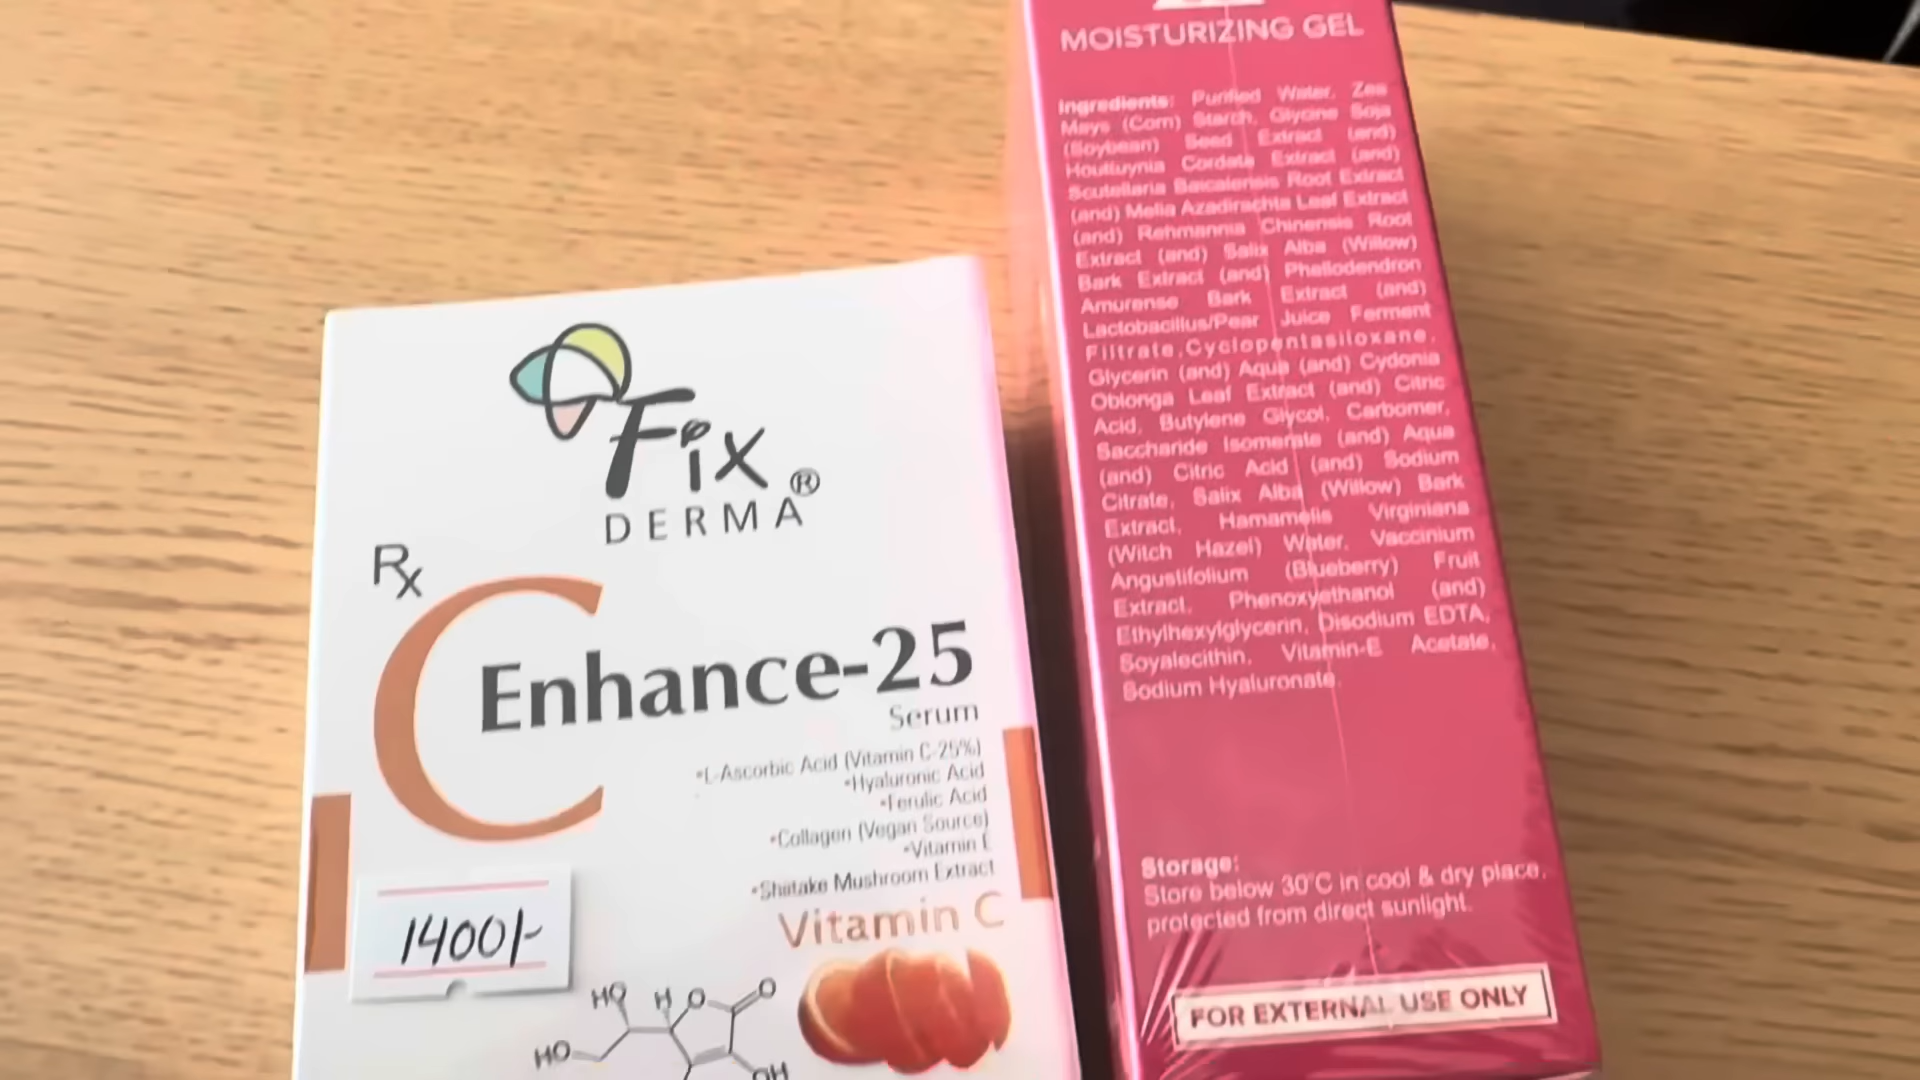 Fix
DERMA®
Rx
C
Enhance-25
Serum
•L-Ascorbic Acid (Vitamin C-25%)
•Hyaluronic Acid
•Ferulic Acid
•Collagen (Vegan Source)
•Vitamin E
•Shiitake Mushroom Extract
Vitamin C
1400/-
HO H O O
HO
OH
MOISTURIZING GEL
Ingredients: Purified Water, Zea
Mays (Corn) Starch, Glycine Soja
(Soybean) Seed Extract (and)
Houttuynia Cordata Extract (and)
Scutellaria Baicalensis Root Extract
(and) Melia Azadirachta Leaf Extract
(and) Rehmannia Chinensis Root
Extract (and) Salix Alba (Willow)
Bark Extract (and) Phellodendron
Amurense Bark Extract (and)
Lactobacillus/Pear Juice Ferment
Filtrate,Cyclopentasiloxane,
Glycerin (and) Aqua (and) Cydonia
Oblonga Leaf Extract (and) Citric
Acid, Butylene Glycol, Carbomer,
Saccharide Isomerate (and) Aqua
(and) Citric Acid (and) Sodium
Citrate, Salix Alba (Willow) Bark
Extract, Hamamelis Virginiana
(Witch Hazel) Water, Vaccinium
Angustifolium (Blueberry) Fruit
Extract, Phenoxyethanol (and)
Ethylhexylglycerin, Disodium EDTA,
Soyalecithin, Vitamin-E Acetate,
Sodium Hyaluronate.
Storage:
Store below 30°C in cool & dry place,
protected from direct sunlight.
FOR EXTERNAL USE ONLY